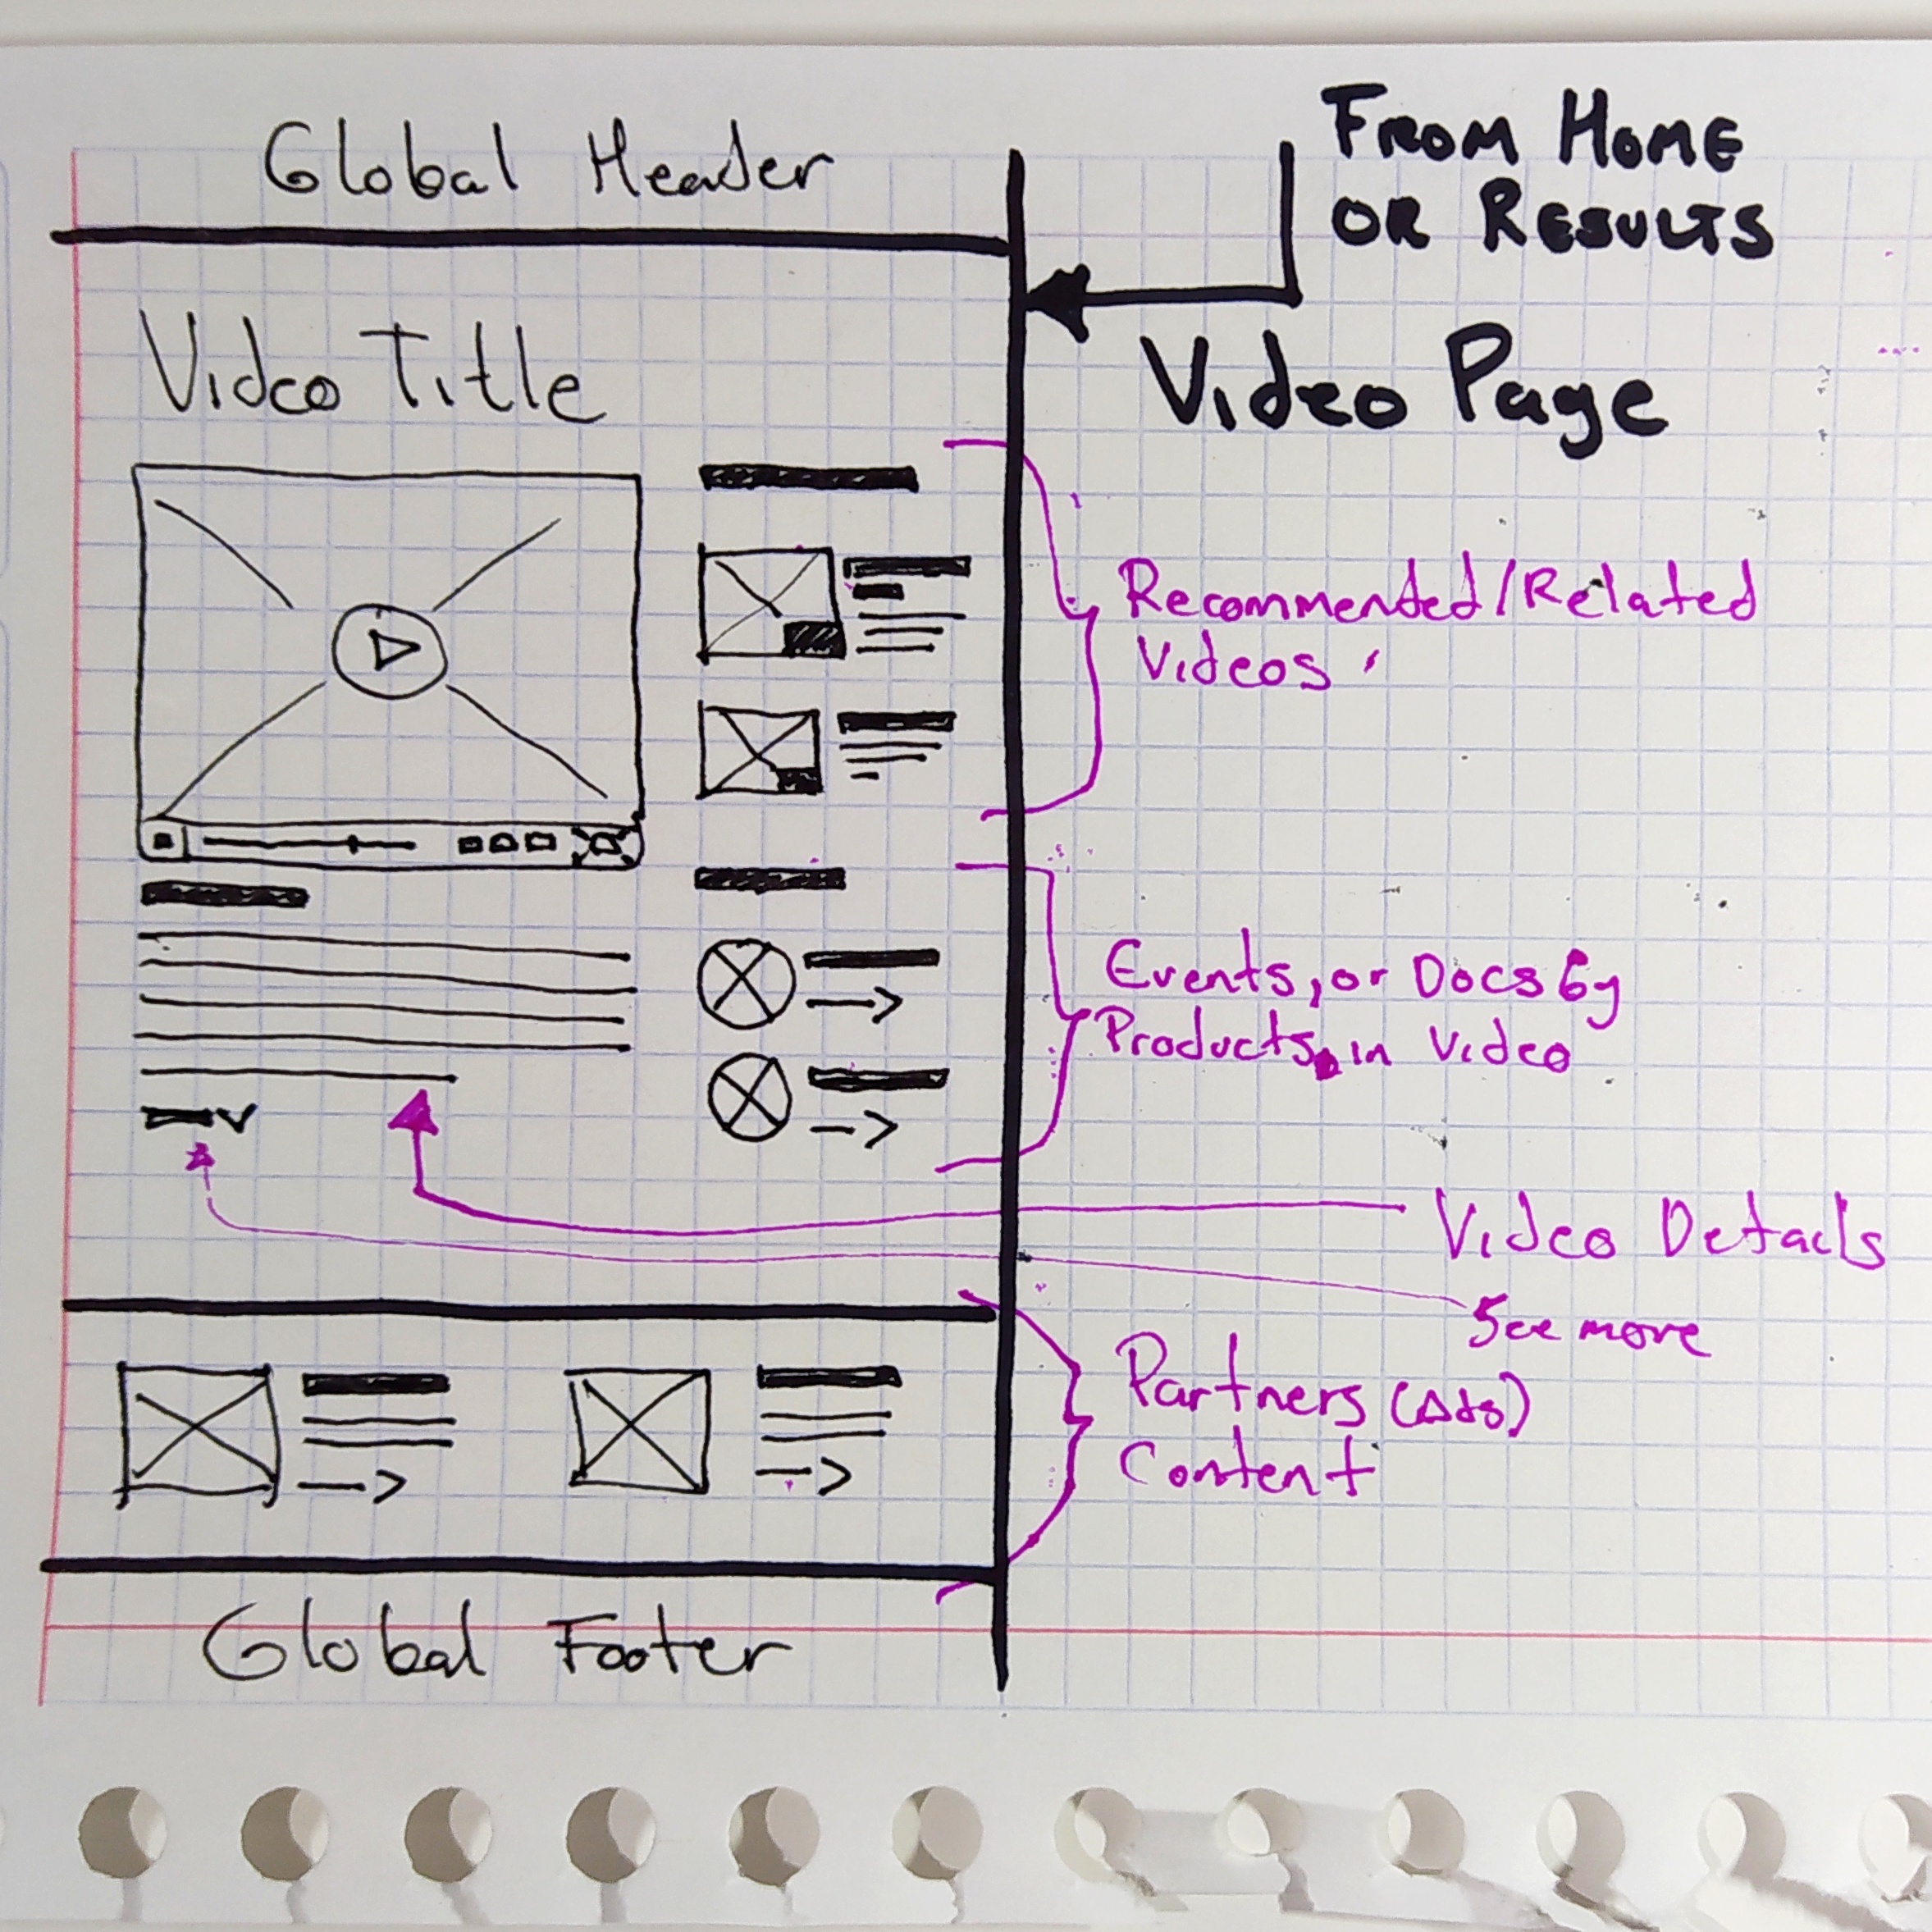 Global Header
FROM HOME
OR RESULTS
Video Title
Video Page
Recommended/Related
Videos
Events, or Docs by
Products in Video
Video Details
See more
Partners (Ads)
Content
Global Footer